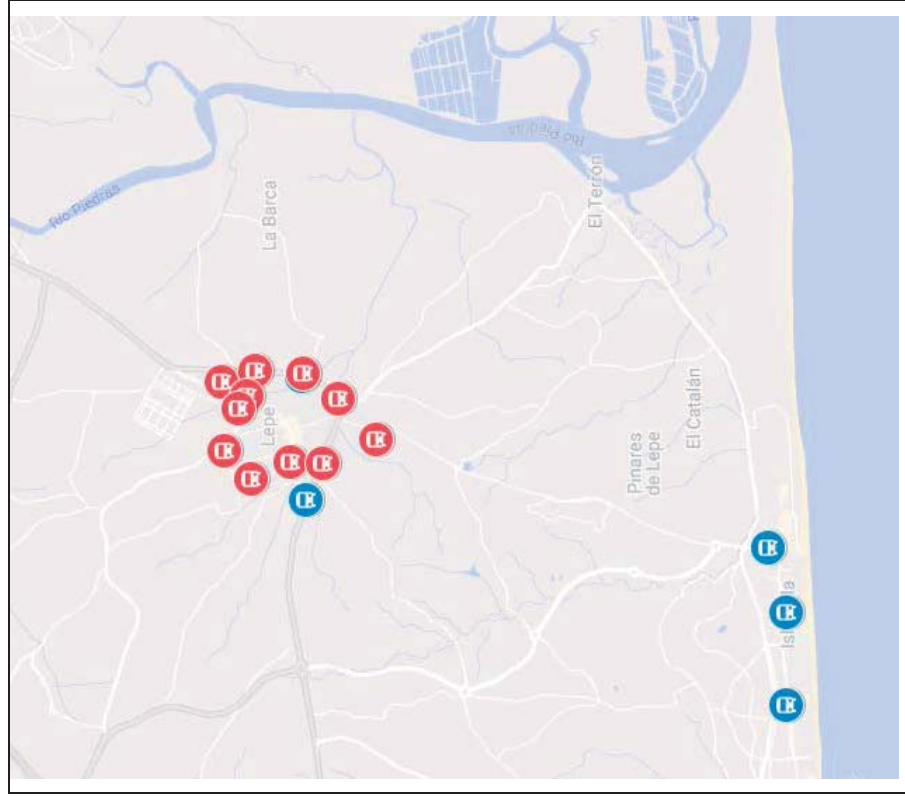 Río Piedras
Río Piedras
La Barca
El Terrón
Lepe
El Catalán
Pinares
de Lepe